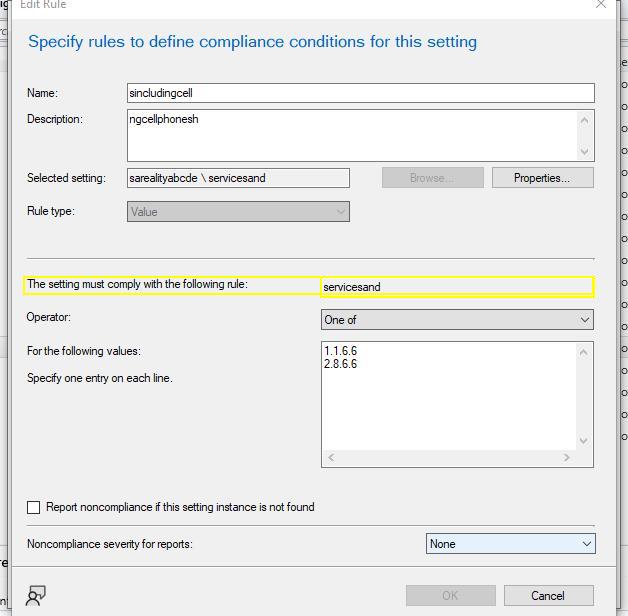 Edit Rule
Specify rules to define compliance conditions for this setting
Name:
sincludingcell
Description:
ngcellphonesh
Selected setting:
sarealityabcde \ servicesand
Browse...
Properties...
Rule type:
Value
The setting must comply with the following rule:
servicesand
Operator:
One of
For the following values:
1.1.6.6
2.8.6.6
Specify one entry on each line.
Report noncompliance if this setting instance is not found
Noncompliance severity for reports:
None
OK
Cancel